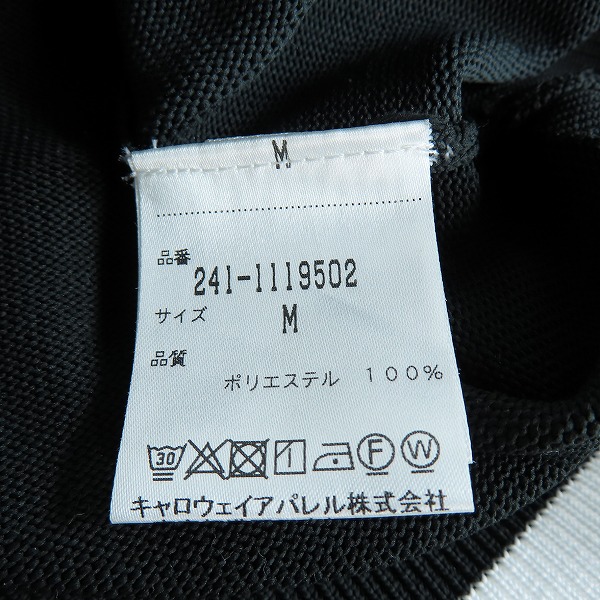 M
品番
241-1119502
サイズ
M
品質
ポリエステル 100%
30 F W
キャロウェイアパレル株式会社